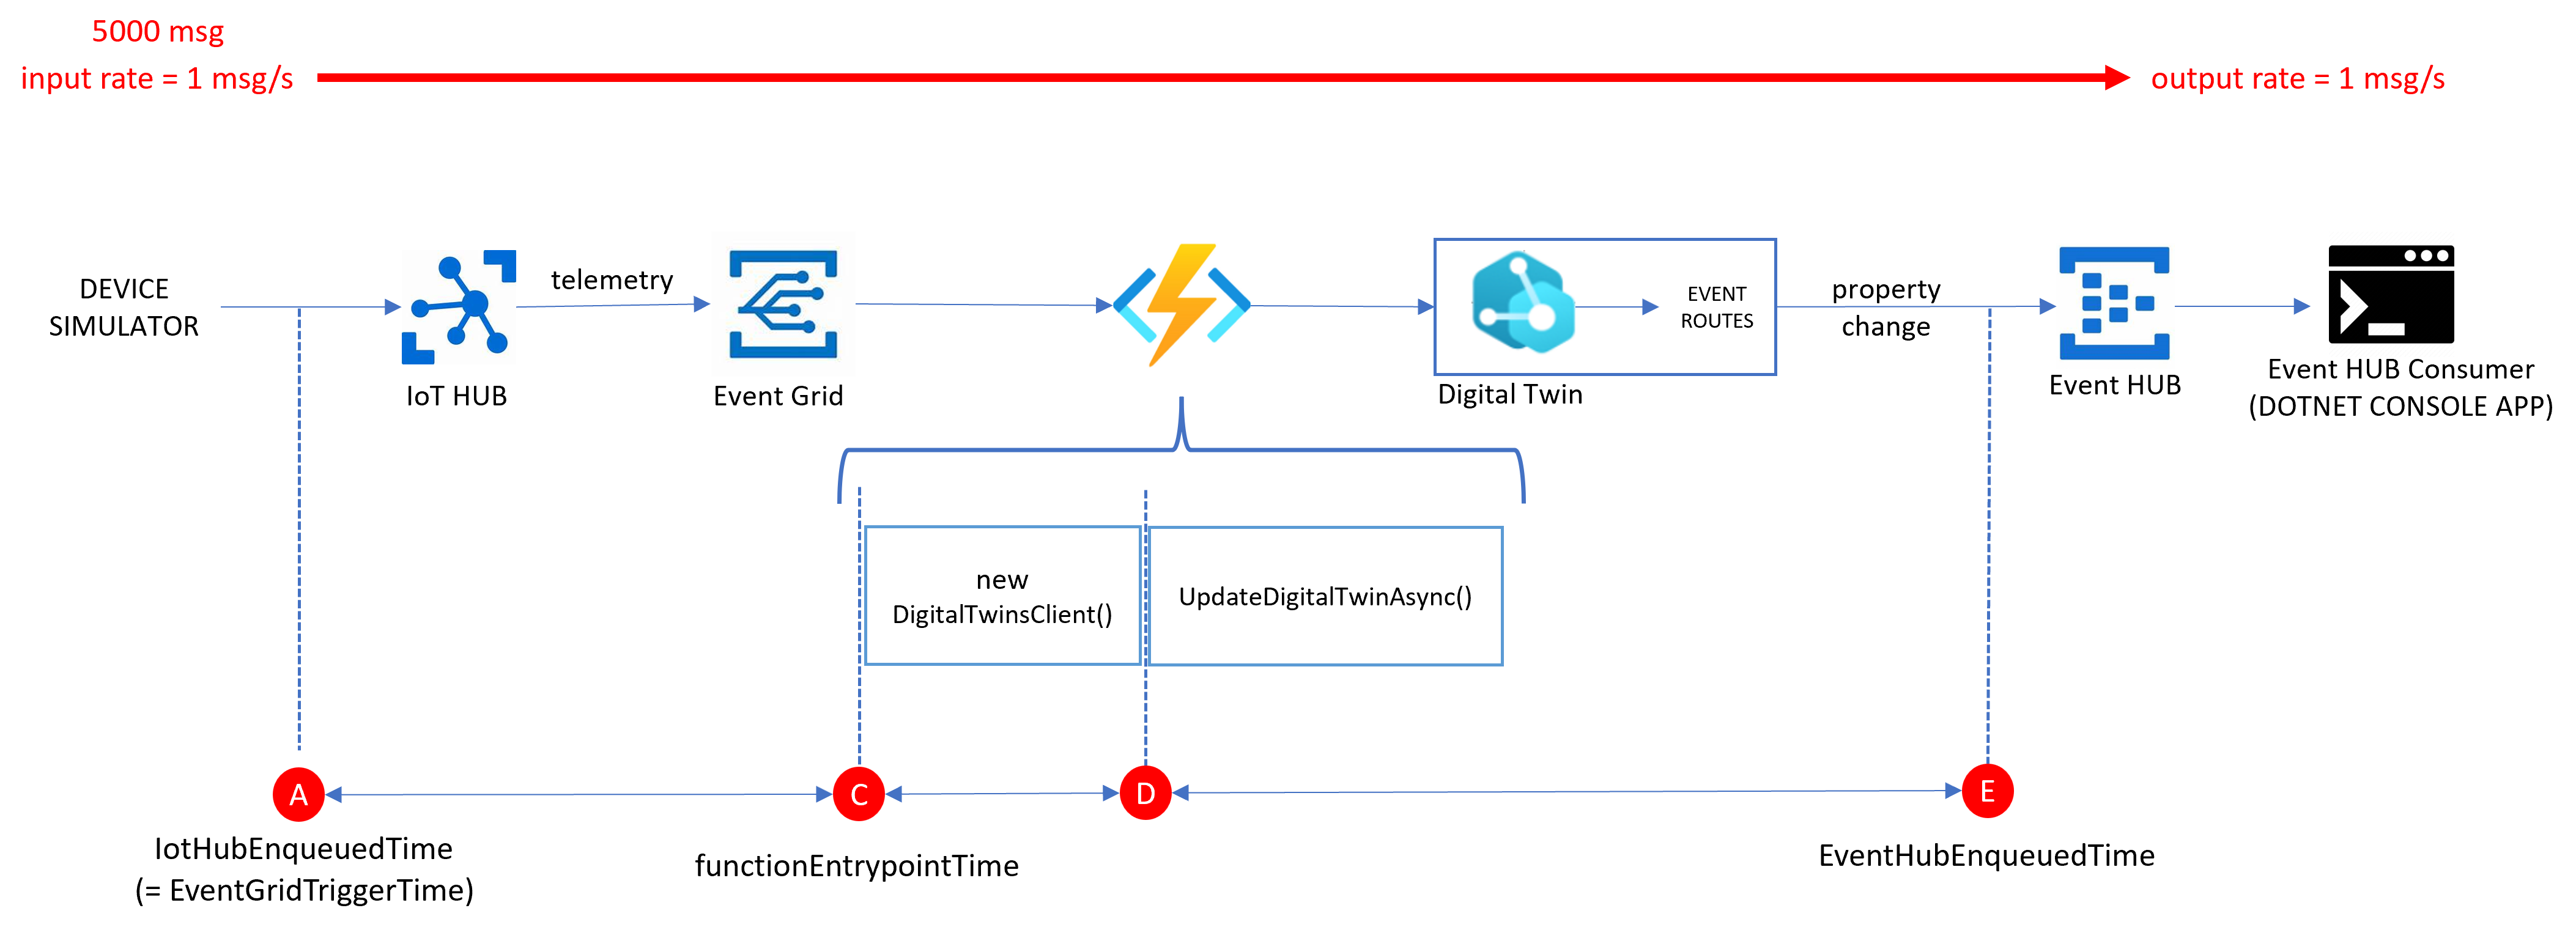 5000 msg
input rate = 1 msg/s
output rate = 1 msg/s
DEVICE
SIMULATOR
telemetry
IoT HUB
Event Grid
EVENT
ROUTES
Digital Twin
property
change
Event HUB
Event HUB Consumer
(DOTNET CONSOLE APP)
new
DigitalTwinsClient()
UpdateDigitalTwinAsync()
A
C
D
E
IotHubEnqueuedTime
(= EventGridTriggerTime)
functionEntrypointTime
EventHubEnqueuedTime